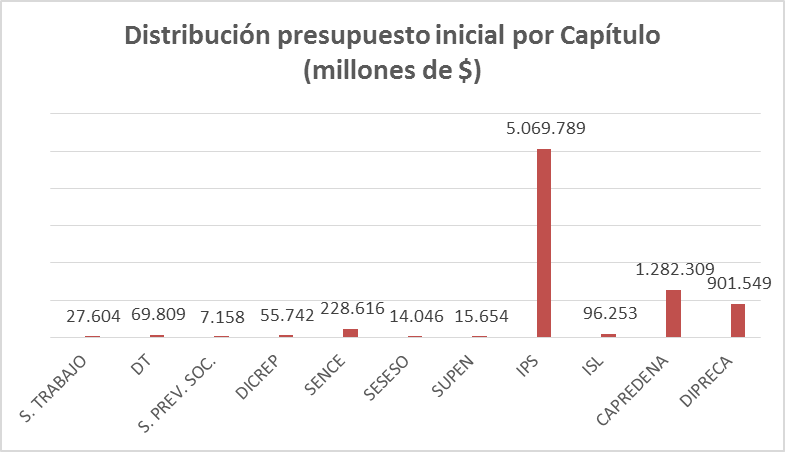 Distribución presupuesto inicial por Capítulo
(millones de $)
5.069.789
1.282.309
901.549
228.616
96.253
69.809
55.742
27.604
7.158
14.046
15.654
S. TRABAJO
DT
S. PREV. SOC.
DICREP
SENCE
SESESO
SUPEN
IPS
ISL
CAPREDENA
DIPRECA